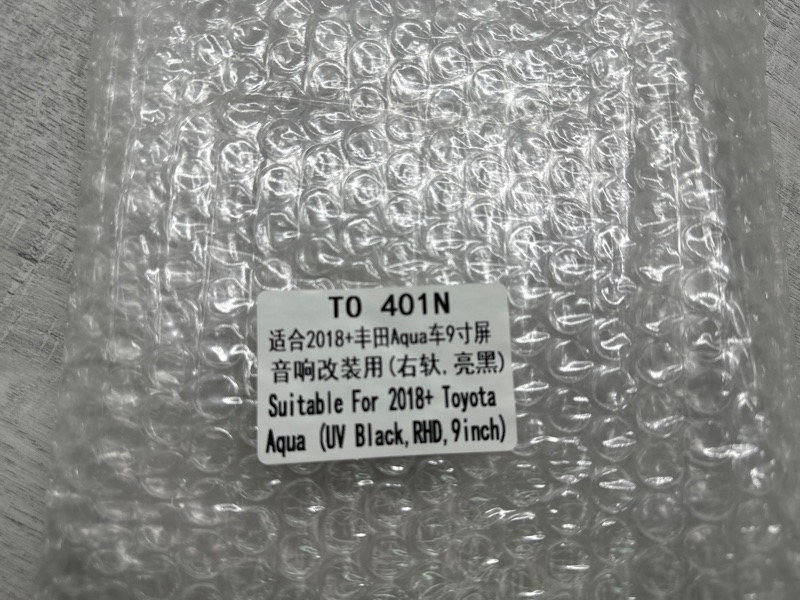 TO 401N
适合2018+丰田Aqua车9寸屏
音响改装用(右轪,亮黑)
Suitable For 2018+ Toyota
Aqua (UV Black,RHD,9inch)